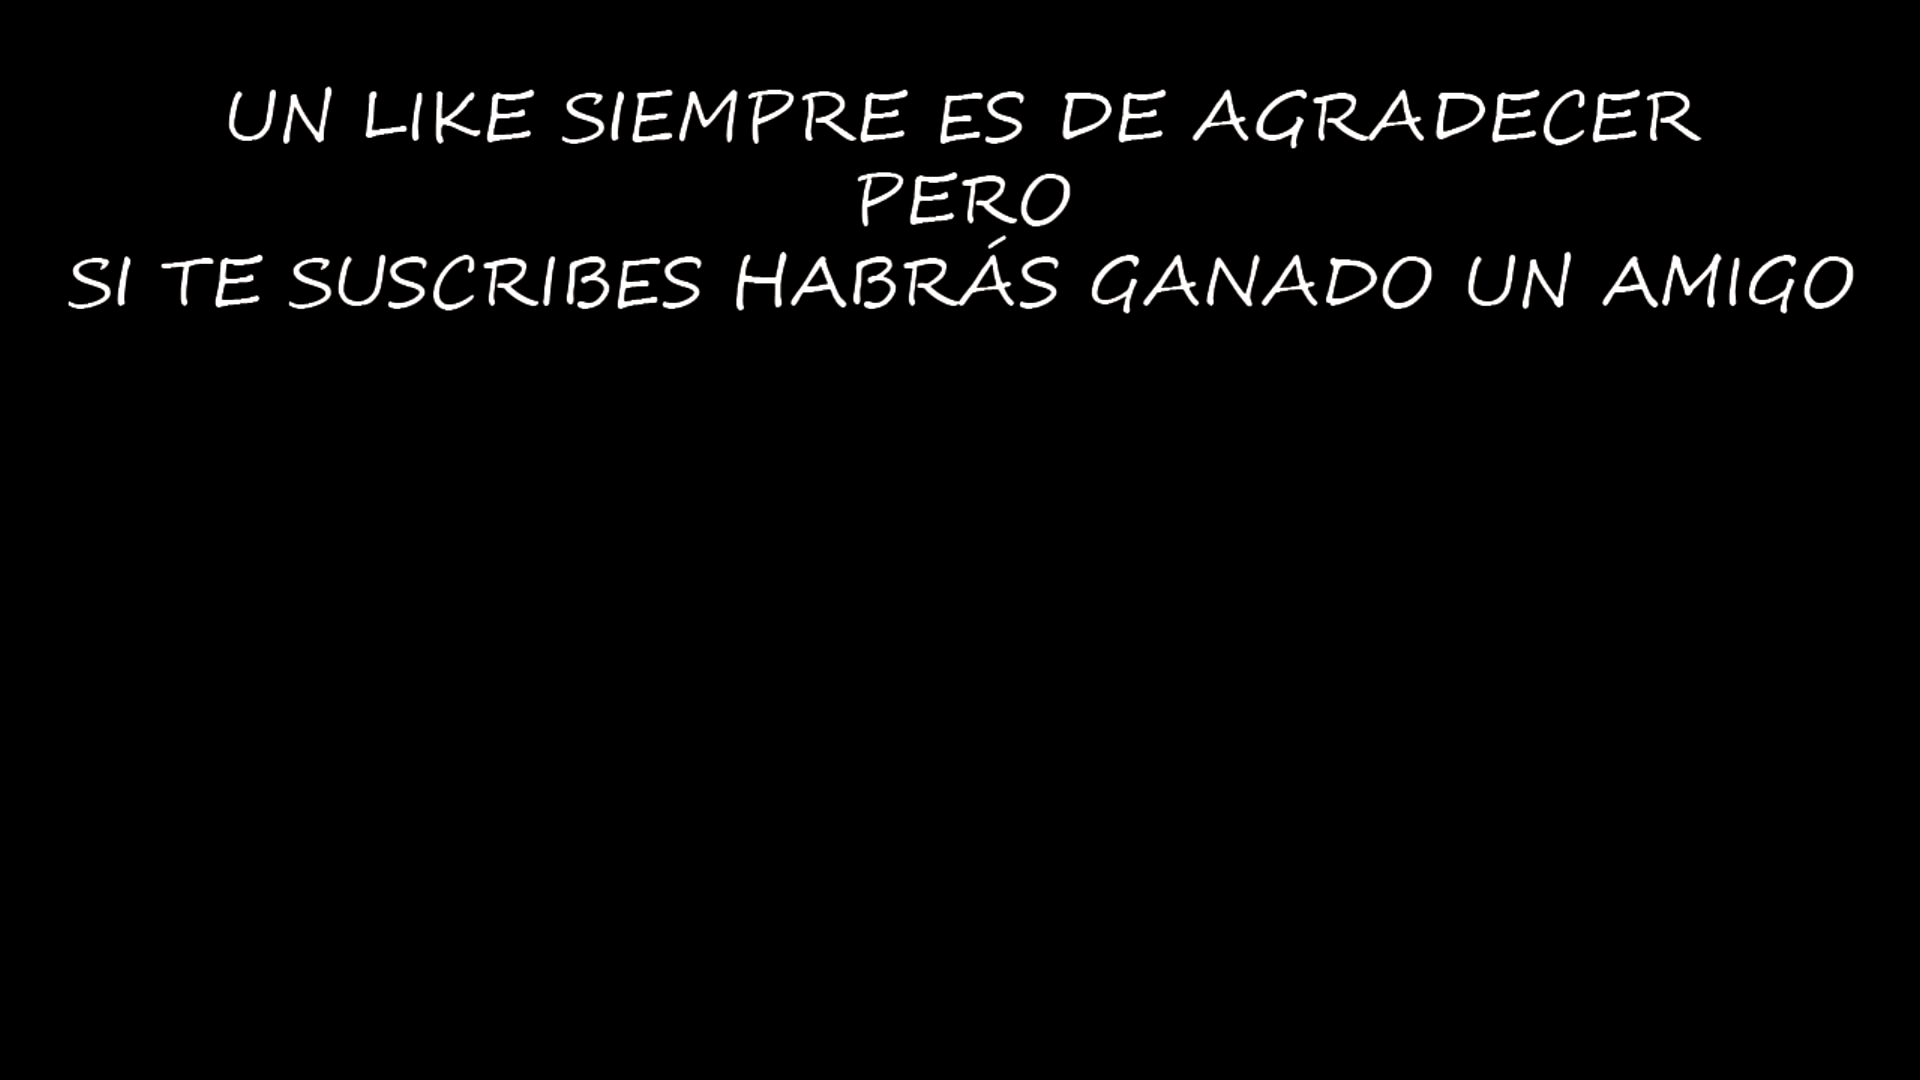 UN LIKE SIEMPRE ES DE AGRADECER
PERO
SI TE SUSCRIBES HABRÁS GANADO UN AMIGO